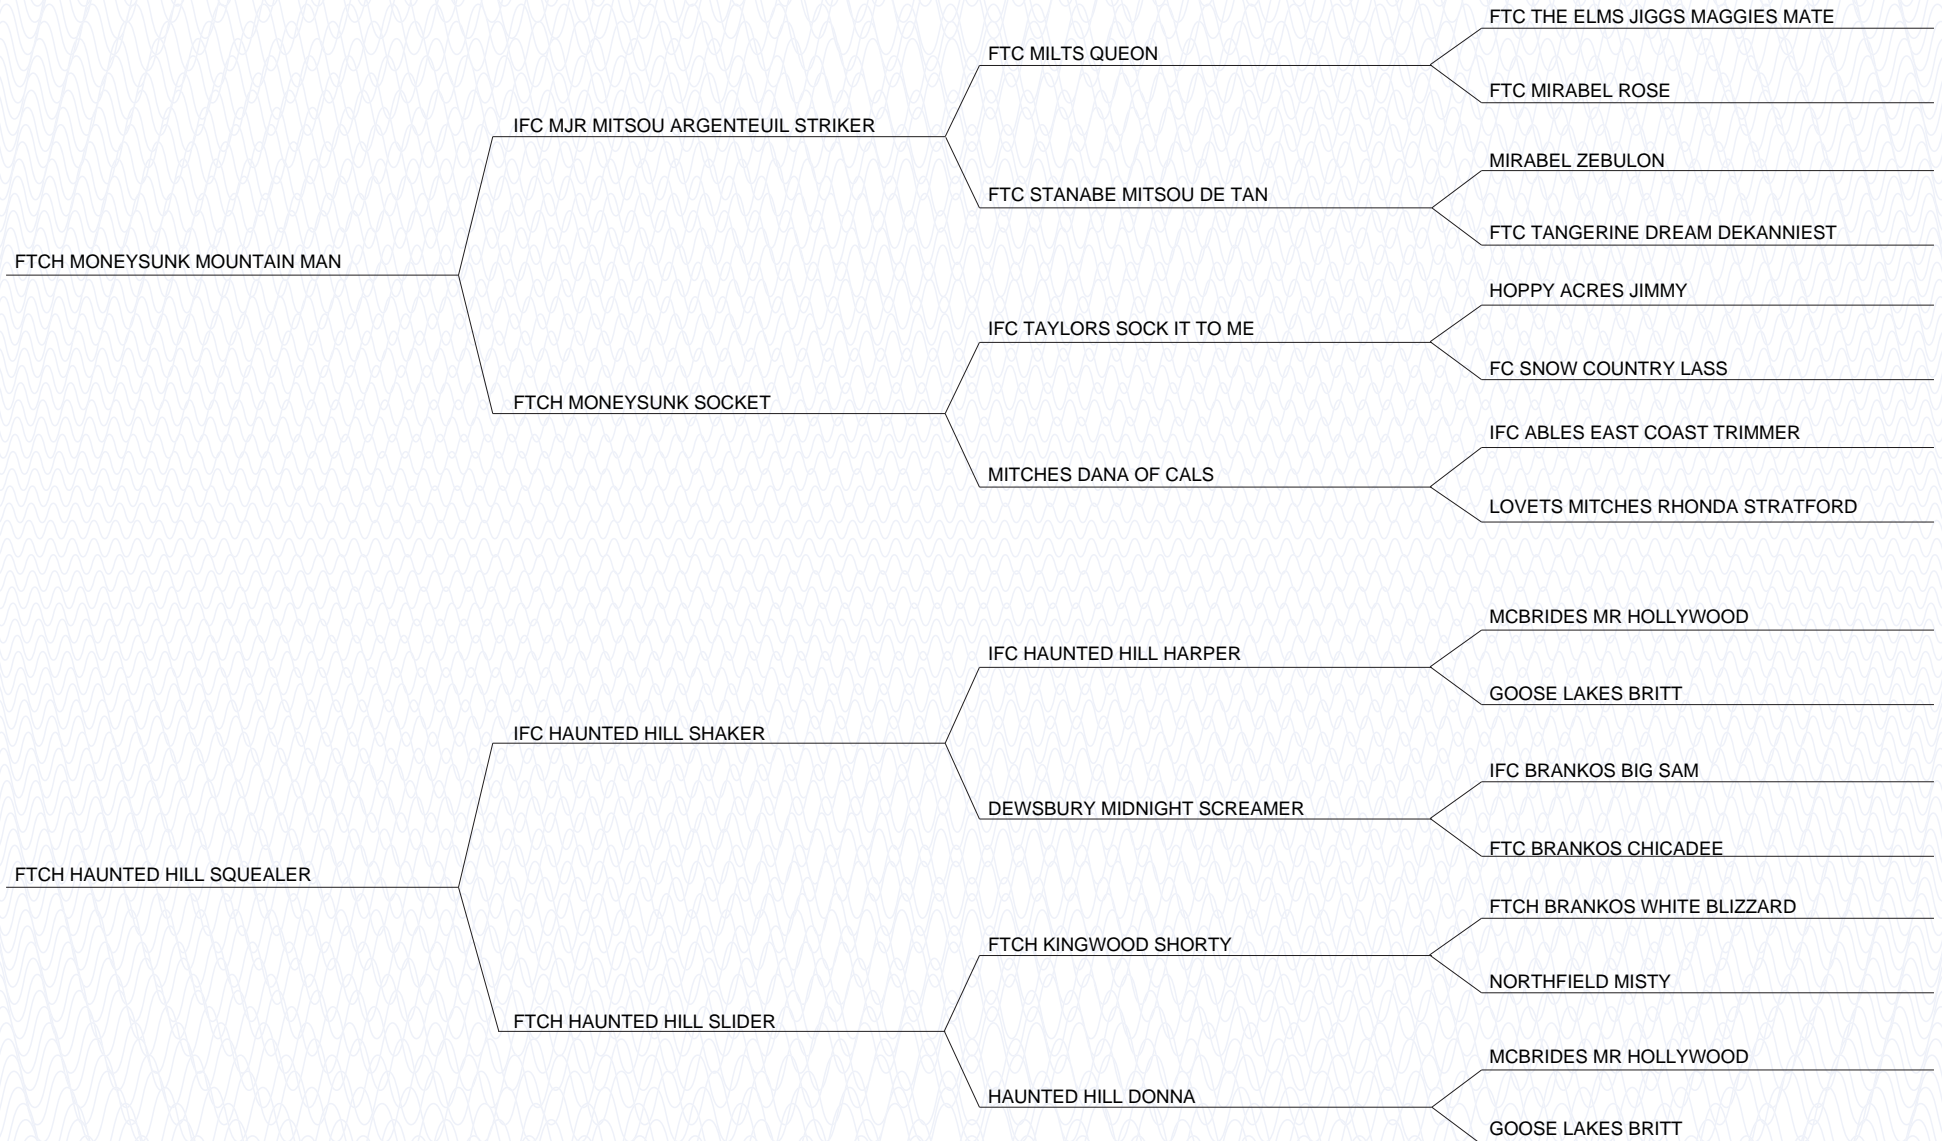 FTC THE ELMS JIGGS MAGGIES MATE
FTC MILTS QUEON
FTC MIRABEL ROSE
IFC MJR MITSOU ARGENTEUIL STRIKER
MIRABEL ZEBULON
FTC STANABE MITSOU DE TAN
FTC TANGERINE DREAM DEKANNIEST
FTCH MONEYSUNK MOUNTAIN MAN
HOPPY ACRES JIMMY
IFC TAYLORS SOCK IT TO ME
FC SNOW COUNTRY LASS
FTCH MONEYSUNK SOCKET
IFC ABLES EAST COAST TRIMMER
MITCHES DANA OF CALS
LOVETS MITCHES RHONDA STRATFORD
MCBRIDES MR HOLLYWOOD
IFC HAUNTED HILL HARPER
GOOSE LAKES BRITT
IFC HAUNTED HILL SHAKER
IFC BRANKOS BIG SAM
DEWSBURY MIDNIGHT SCREAMER
FTC BRANKOS CHICADEE
FTCH HAUNTED HILL SQUEALER
FTCH BRANKOS WHITE BLIZZARD
FTCH KINGWOOD SHORTY
NORTHFIELD MISTY
FTCH HAUNTED HILL SLIDER
MCBRIDES MR HOLLYWOOD
HAUNTED HILL DONNA
GOOSE LAKES BRITT